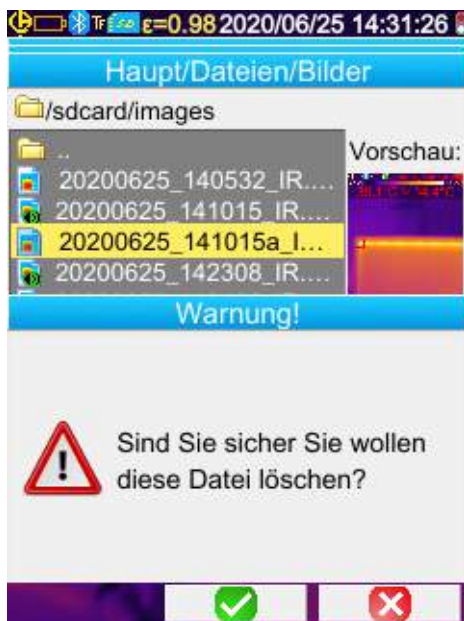 ε=0.98 2020/06/25 14:31:26
Haupt/Dateien/Bilder
/sdcard/images
..
Vorschau:
20200625_140532_IR....
20200625_141015_IR....
20200625_141015a_I...
20200625_142308_IR....
Warnung!
Sind Sie sicher Sie wollen
diese Datei löschen?